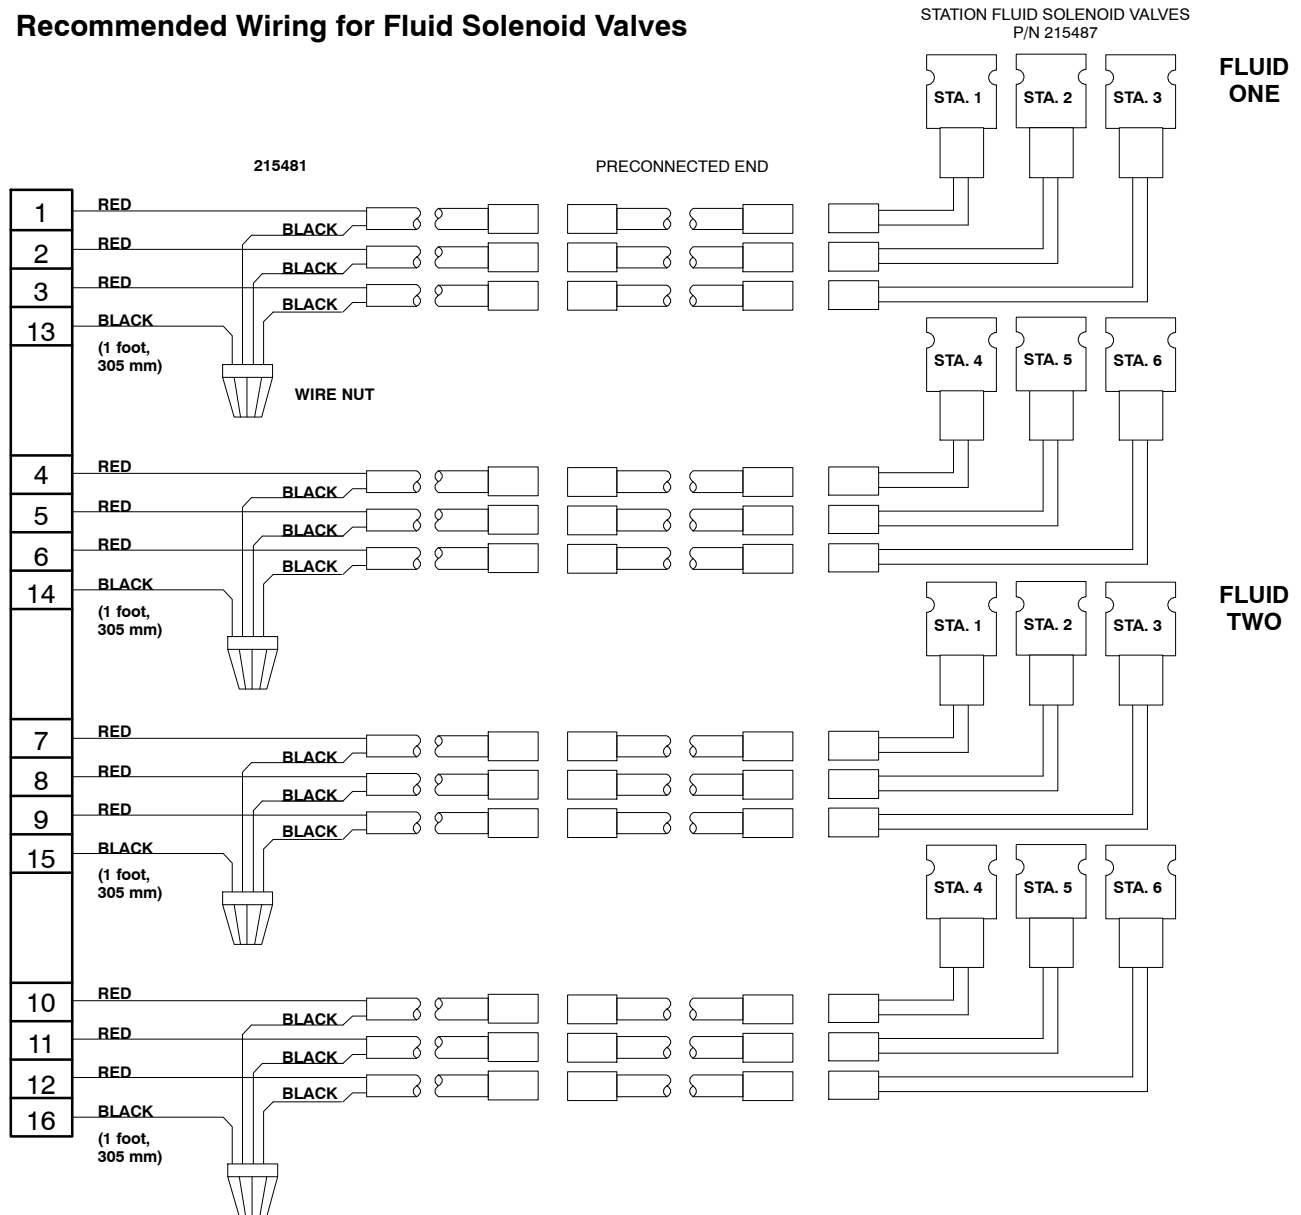 Recommended Wiring for Fluid Solenoid Valves
STATION FLUID SOLENOID VALVES
P/N 215487
FLUID
ONE
STA. 1
STA. 2
STA. 3
215481
PRECONNECTED END
1
RED
BLACK
2
RED
BLACK
3
RED
BLACK
13
BLACK
(1 foot,
305 mm)
WIRE NUT
STA. 4
STA. 5
STA. 6
4
RED
BLACK
5
RED
BLACK
6
RED
BLACK
14
BLACK
(1 foot,
305 mm)
FLUID
TWO
STA. 1
STA. 2
STA. 3
7
RED
BLACK
8
RED
BLACK
9
RED
BLACK
15
BLACK
(1 foot,
305 mm)
STA. 4
STA. 5
STA. 6
10
RED
BLACK
11
RED
BLACK
12
RED
BLACK
16
BLACK
(1 foot,
305 mm)